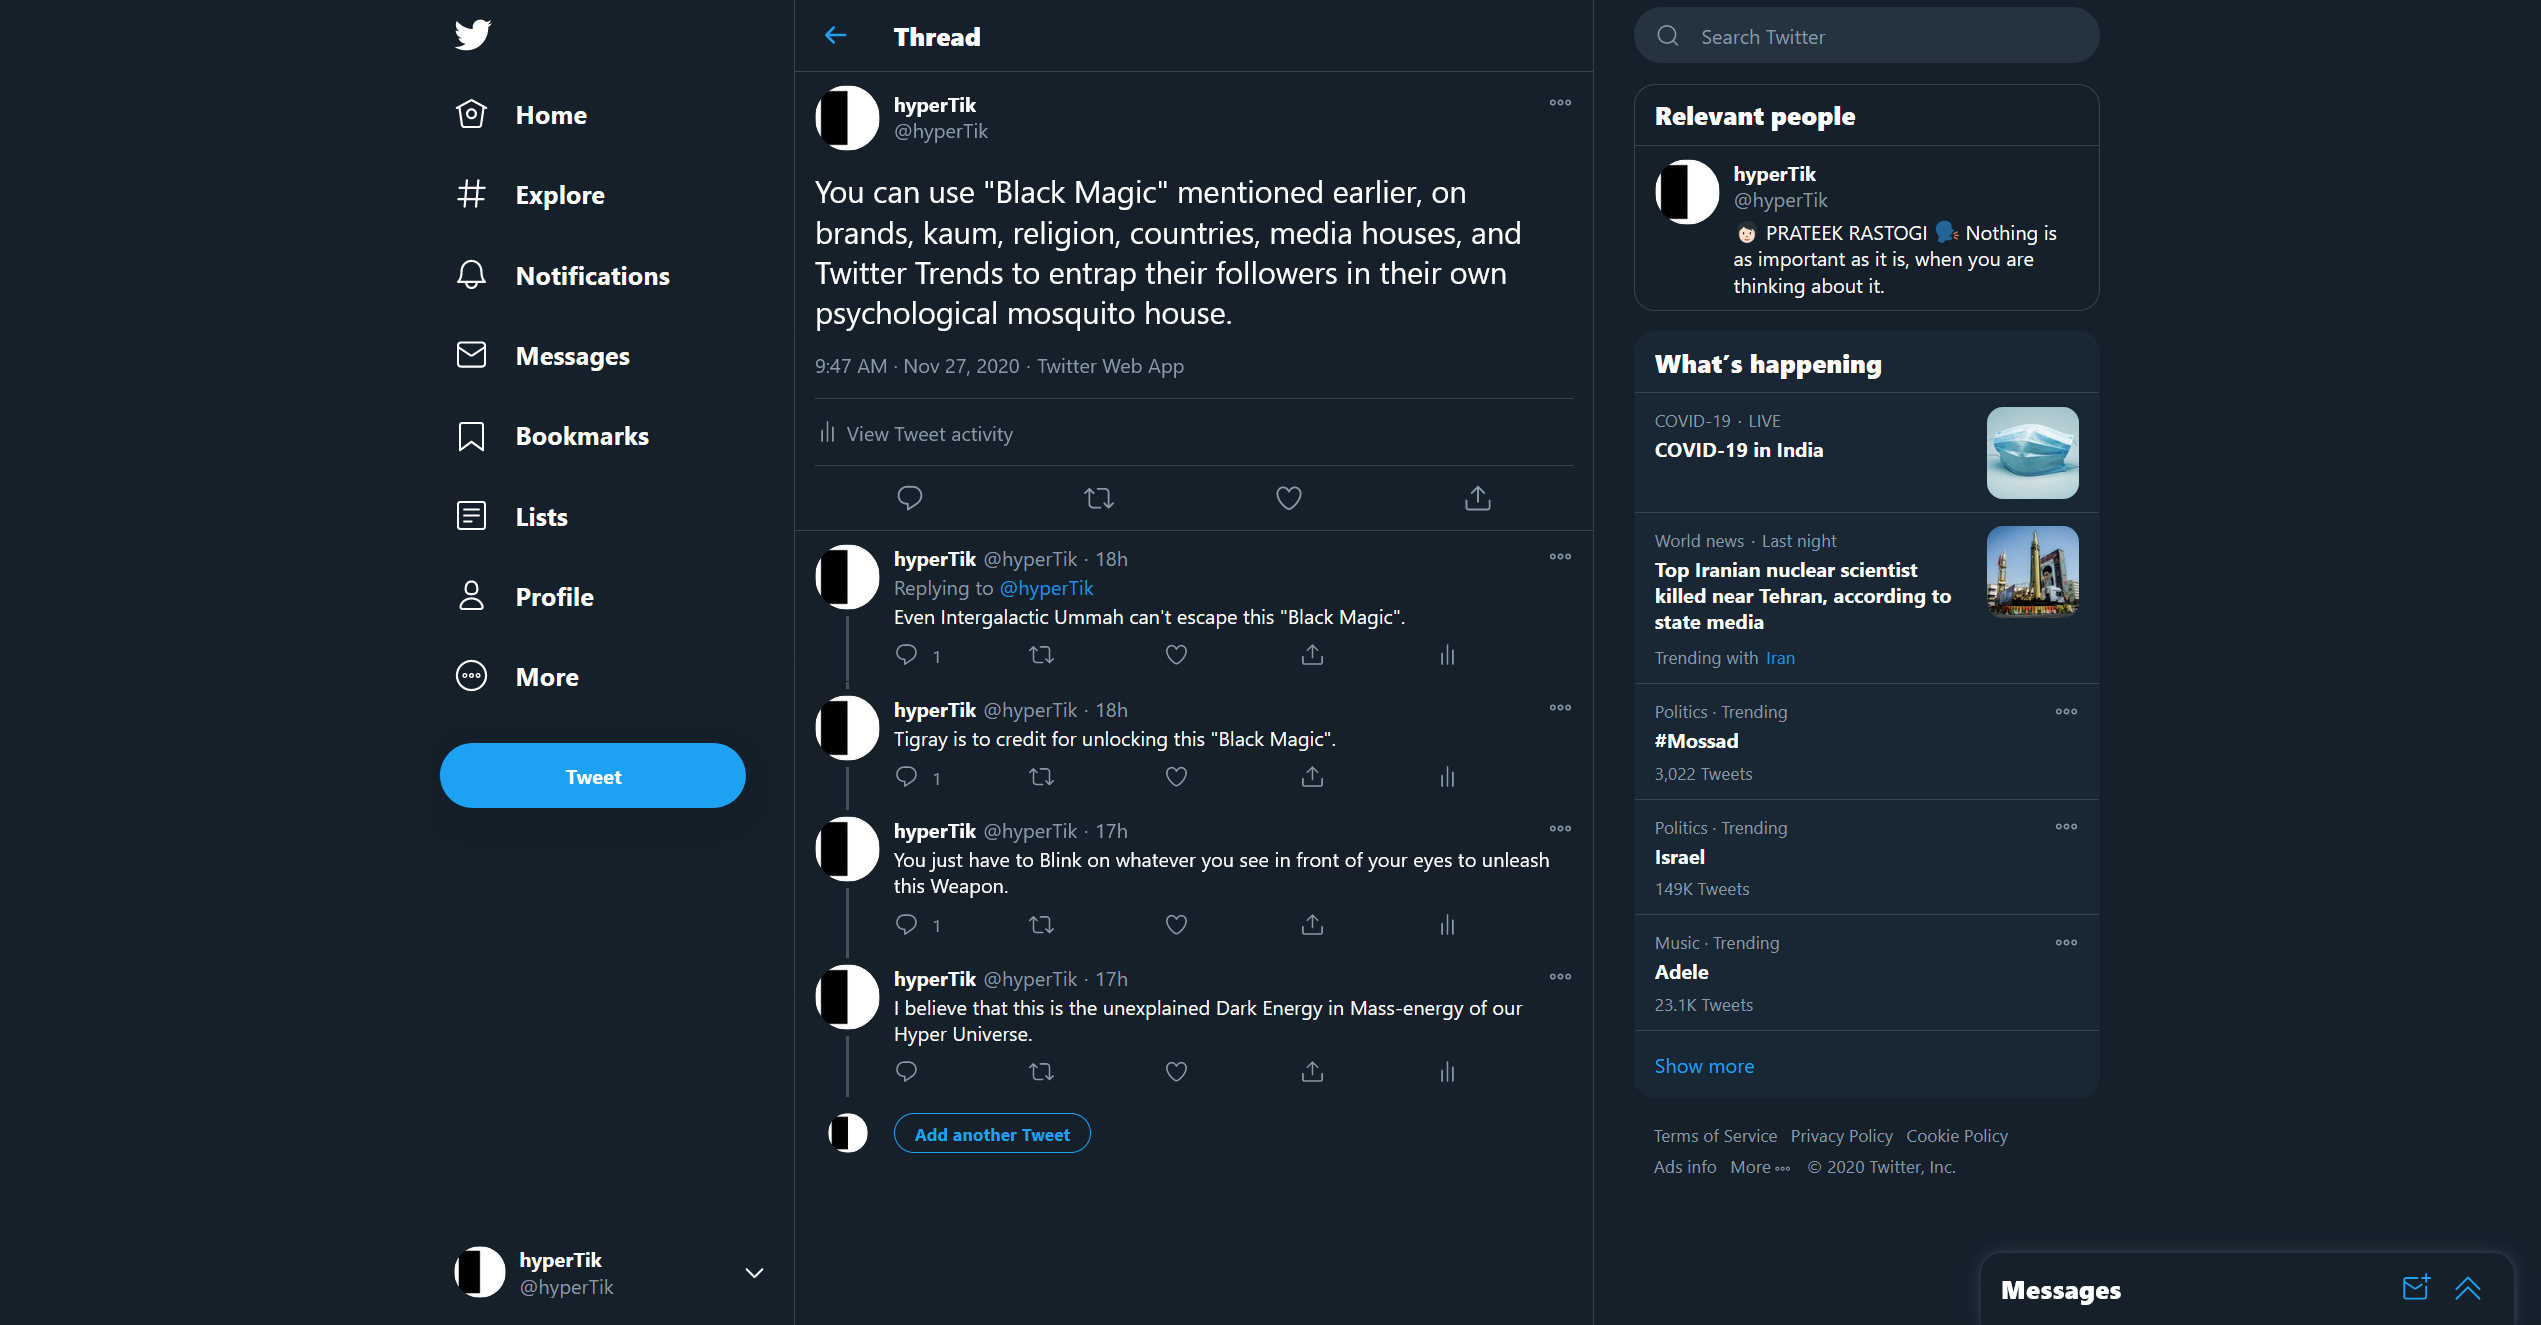 Home
Explore
Notifications
Messages
Bookmarks
Lists
Profile
More
Tweet
hyperTik
@hyperTik
Thread
hyperTik
@hyperTik
You can use "Black Magic" mentioned earlier, on
brands, kaum, religion, countries, media houses, and
Twitter Trends to entrap their followers in their own
psychological mosquito house.
9:47 AM · Nov 27, 2020 · Twitter Web App
View Tweet activity
hyperTik @hyperTik · 18h
Replying to @hyperTik
Even Intergalactic Ummah can't escape this "Black Magic".
1
hyperTik @hyperTik · 18h
Tigray is to credit for unlocking this "Black Magic".
1
hyperTik @hyperTik · 17h
You just have to Blink on whatever you see in front of your eyes to unleash
this Weapon.
1
hyperTik @hyperTik · 17h
I believe that this is the unexplained Dark Energy in Mass-energy of our
Hyper Universe.
Add another Tweet
Search Twitter
Relevant people
hyperTik
@hyperTik
PRATEEK RASTOGI Nothing is
as important as it is, when you are
thinking about it.
What's happening
COVID-19 · LIVE
COVID-19 in India
World news · Last night
Top Iranian nuclear scientist
killed near Tehran, according to
state media
Trending with Iran
Politics · Trending
#Mossad
3,022 Tweets
Politics · Trending
Israel
149K Tweets
Music · Trending
Adele
23.1K Tweets
Show more
Terms of Service Privacy Policy Cookie Policy
Ads info More © 2020 Twitter, Inc.
Messages